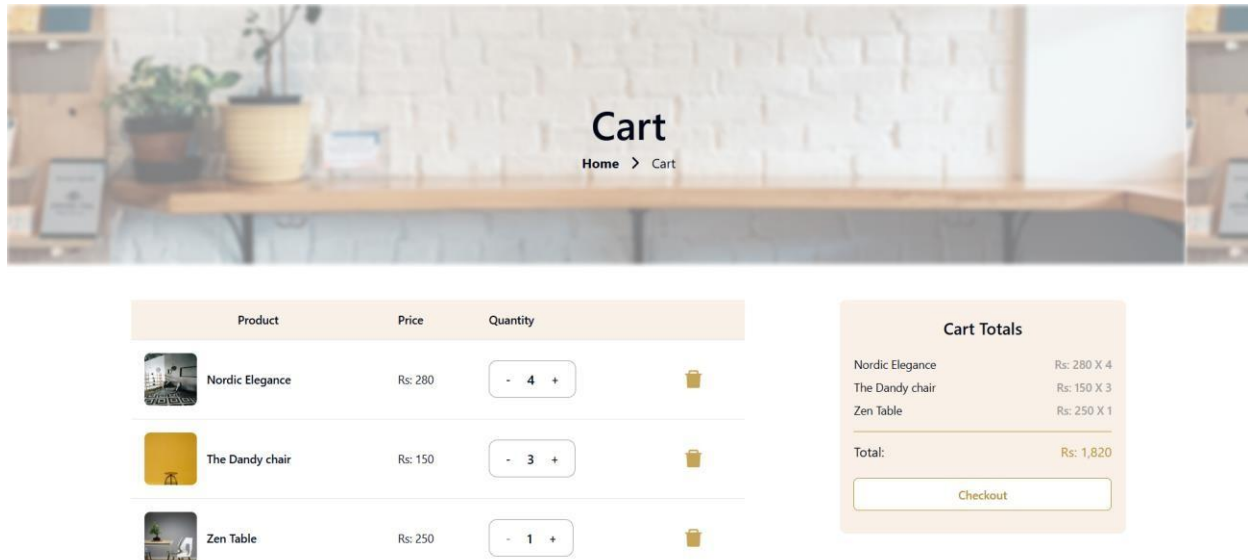 Cart
Home > Cart
Product Price Quantity
Nordic Elegance Rs: 280 - 4 +
The Dandy chair Rs: 150 - 3 +
Zen Table Rs: 250 - 1 +
Cart Totals
Nordic Elegance Rs: 280 X 4
The Dandy chair Rs: 150 X 3
Zen Table Rs: 250 X 1
Total: Rs: 1,820
Checkout